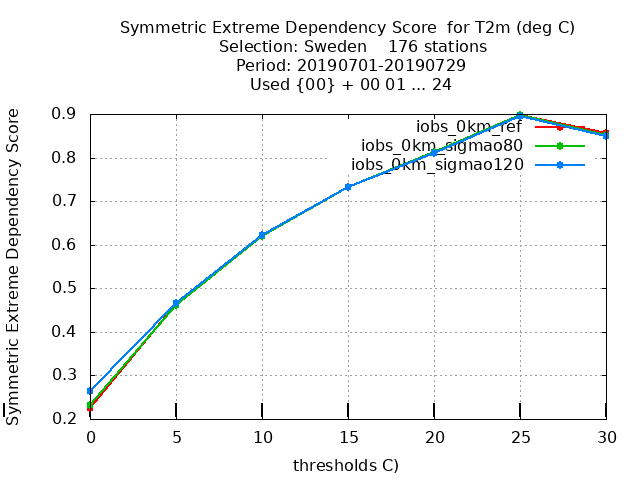 Symmetric Extreme Dependency Score for T2m (deg C)
Selection: Sweden 176 stations
Period: 20190701-20190729
Used {00} + 00 01 ... 24
Symmetric Extreme Dependency Score
0.9
0.8
0.7
0.6
0.5
0.4
0.3
0.2
iobs_0km_ref
iobs_0km_sigmao80
iobs_0km_sigmao120
0 5 10 15 20 25 30
thresholds C)